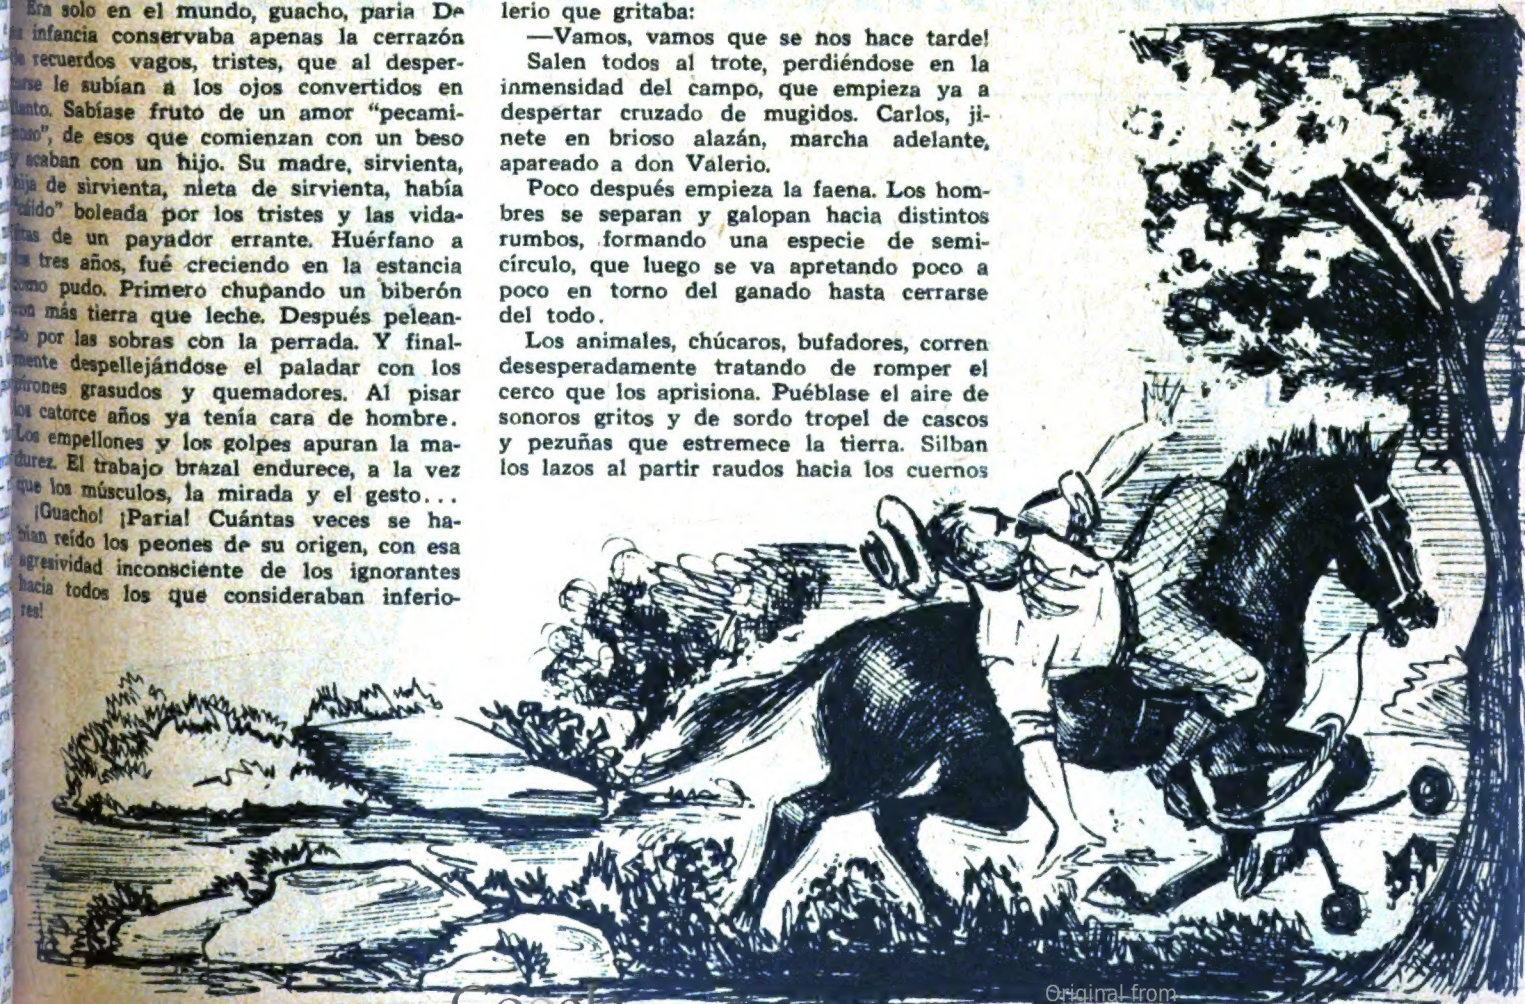 Era solo en el mundo, guacho, paria De
su infancia conservaba apenas la cerrazón
de recuerdos vagos, tristes, que al desper-
tarse le subían a los ojos convertidos en
llanto. Sabíase fruto de un amor “pecami-
noso”, de esos que comienzan con un beso
y acaban con un hijo. Su madre, sirvienta,
hija de sirvienta, nieta de sirvienta, había
“caído” boleada por los tristes y las vida-
litas de un payador errante. Huérfano a
los tres años, fué creciendo en la estancia
como pudo. Primero chupando un biberón
con más tierra que leche. Después pelean-
do por las sobras con la perrada. Y final-
mente despellejándose el paladar con los
pirones grasudos y quemadores. Al pisar
los catorce años ya tenía cara de hombre.
Los empellones y los golpes apuran la ma-
durez. El trabajo brazal endurece, a la vez
que los músculos, la mirada y el gesto...
¡Guacho! ¡Paria! Cuántas veces se ha-
bían reído los peones de su origen, con esa
agresividad inconsciente de los ignorantes
hacia todos los que consideraban inferio-
res!
lerio que gritaba:
—Vamos, vamos que se nos hace tarde!
Salen todos al trote, perdiéndose en la
inmensidad del campo, que empieza ya a
despertar cruzado de mugidos. Carlos, ji-
nete en brioso alazán, marcha adelante,
apareado a don Valerio.
Poco después empieza la faena. Los hom-
bres se separan y galopan hacia distintos
rumbos, formando una especie de semi-
círculo, que luego se va apretando poco a
poco en torno del ganado hasta cerrarse
del todo.
Los animales, chúcaros, bufadores, corren
desesperadamente tratando de romper el
cerco que los aprisiona. Puéblase el aire de
sonoros gritos y de sordo tropel de cascos
y pezuñas que estremece la tierra. Silban
los lazos al partir raudos hacia los cuernos
Google
Original from